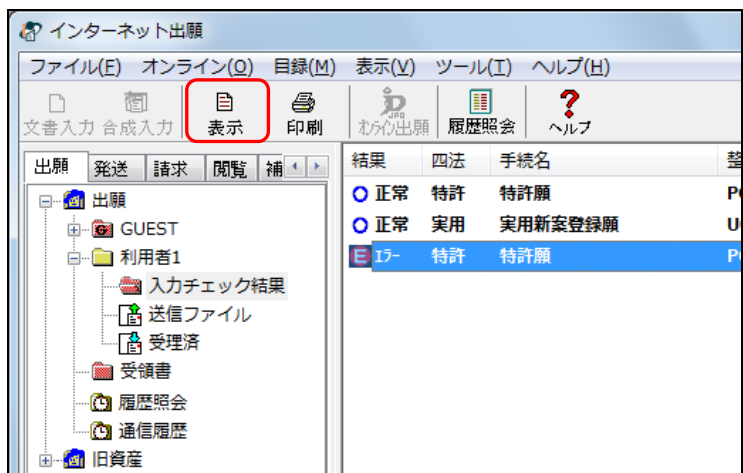 インターネット出願
ファイル(F) オンライン(O) 目録(M) 表示(V) ツール(T) ヘルプ(H)
文書入力 合成入力 表示 印刷 オンライン出願 履歴照会 ヘルプ
出願 発送 請求 閲覧 補
結果 四法 手続名 整
出願
GUEST
利用者1
入力チェック結果
送信ファイル
受理済
受領書
履歴照会
通信履歴
旧資産
正常 特許 特許願 P
正常 実用 実用新案登録願 U
E エラー 特許 特許願 P